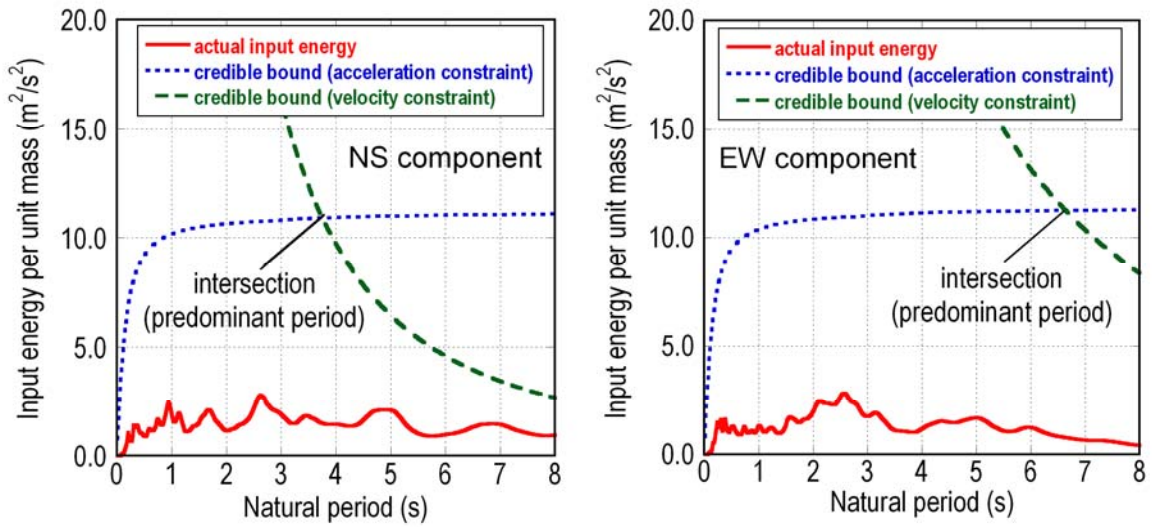 Input energy per unit mass (m²/s²)
20.0
15.0
10.0
5.0
0.0
actual input energy
credible bound (acceleration constraint)
credible bound (velocity constraint)
NS component
intersection
(predominant period)
0 1 2 3 4 5 6 7 8
Natural period (s)
Input energy per unit mass (m²/s²)
20.0
15.0
10.0
5.0
0.0
actual input energy
credible bound (acceleration constraint)
credible bound (velocity constraint)
EW component
intersection
(predominant period)
0 1 2 3 4 5 6 7 8
Natural period (s)